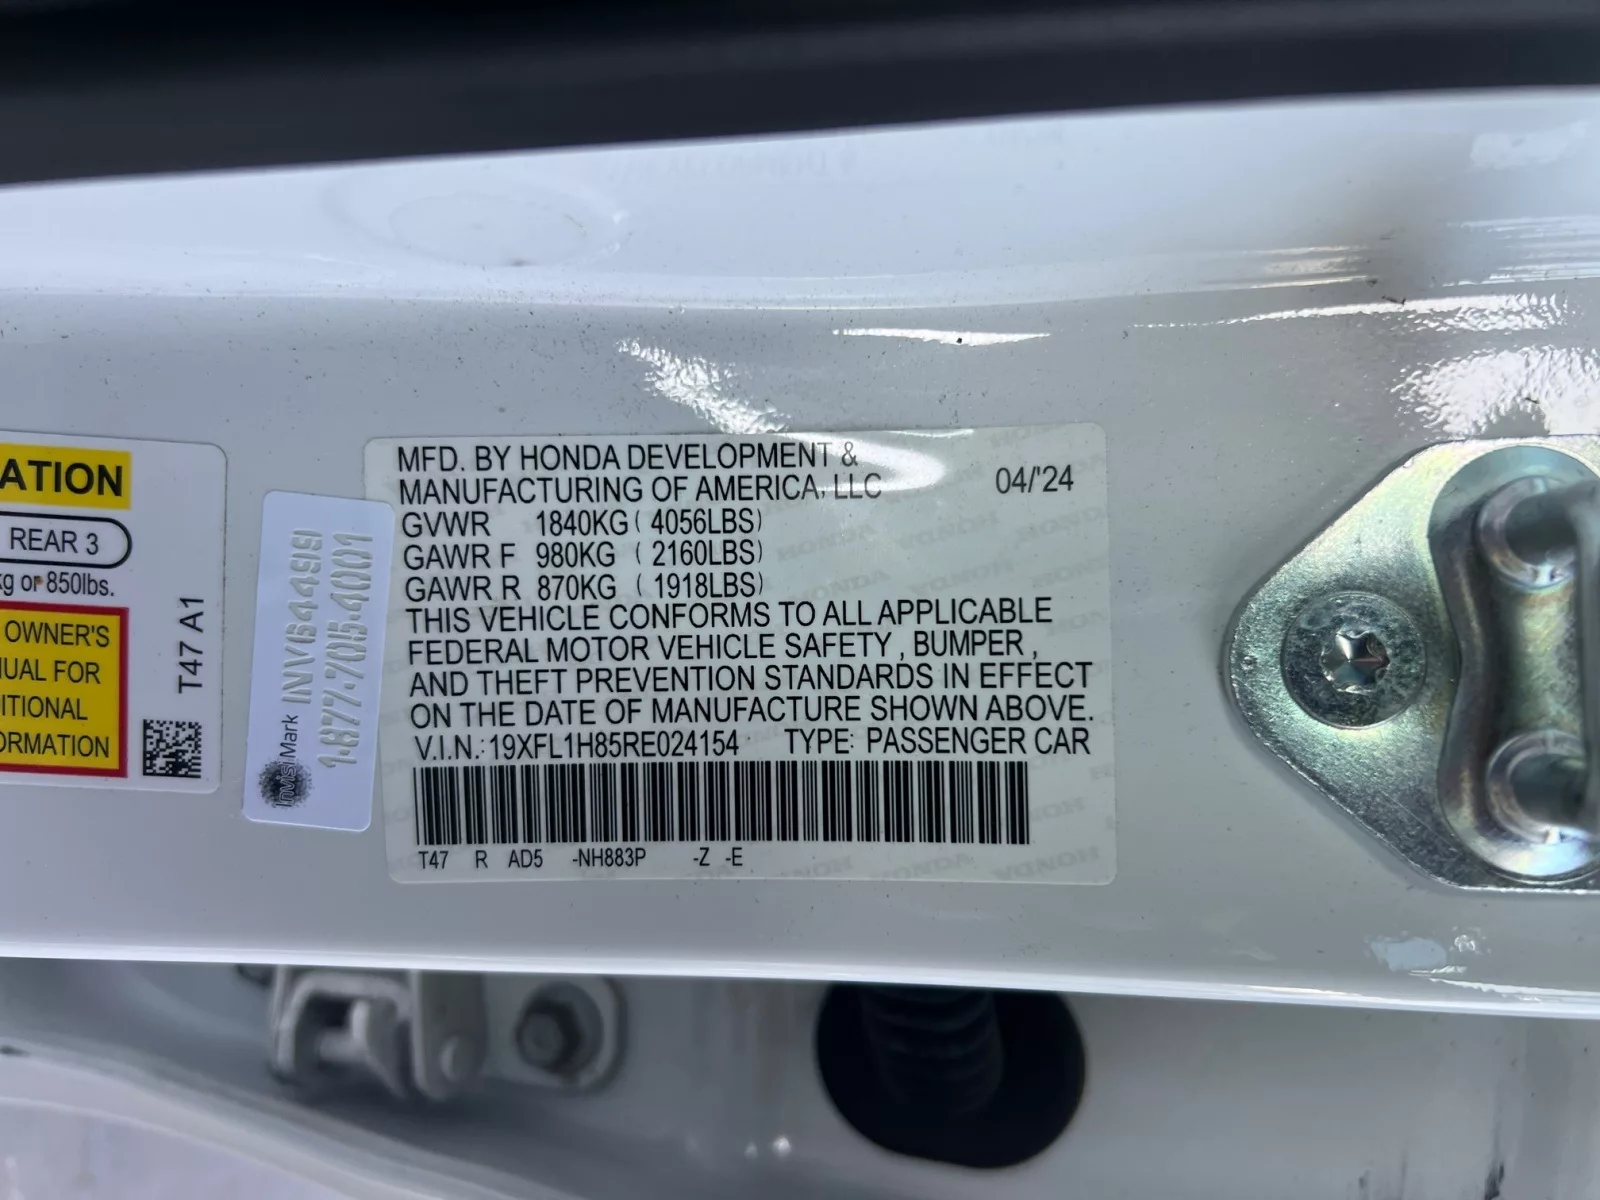 ATION
REAR 3
kg or 850lbs.
OWNER'S
UAL FOR
ITIONAL
ORMATION
T47 A1
InvisiMark
INV64499
1-877-705-4001
MFD. BY HONDA DEVELOPMENT &
MANUFACTURING OF AMERICA, LLC 04/'24
GVWR 1840KG ( 4056LBS)
GAWR F 980KG ( 2160LBS)
GAWR R 870KG ( 1918LBS)
THIS VEHICLE CONFORMS TO ALL APPLICABLE
FEDERAL MOTOR VEHICLE SAFETY , BUMPER ,
AND THEFT PREVENTION STANDARDS IN EFFECT
ON THE DATE OF MANUFACTURE SHOWN ABOVE.
V.I.N.: 19XFL1H85RE024154 TYPE: PASSENGER CAR
T47 R AD5 -NH883P -Z -E